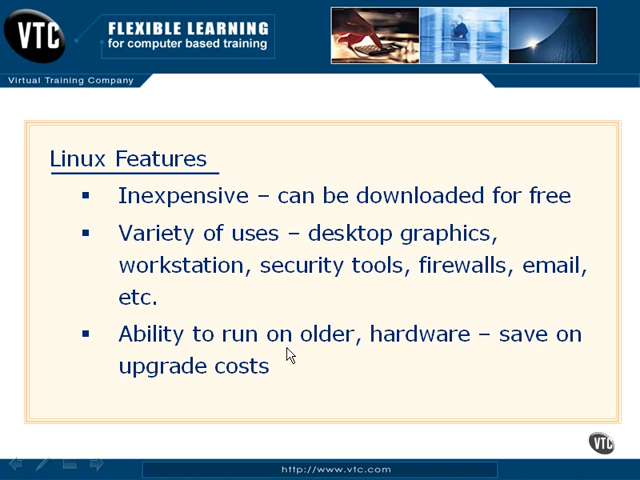 VTC
FLEXIBLE LEARNING
for computer based training
Virtual Training Company
Linux Features
▪ Inexpensive – can be downloaded for free
▪ Variety of uses – desktop graphics,
workstation, security tools, firewalls, email,
etc.
▪ Ability to run on older, hardware – save on
upgrade costs
VTC
http://www.vtc.com